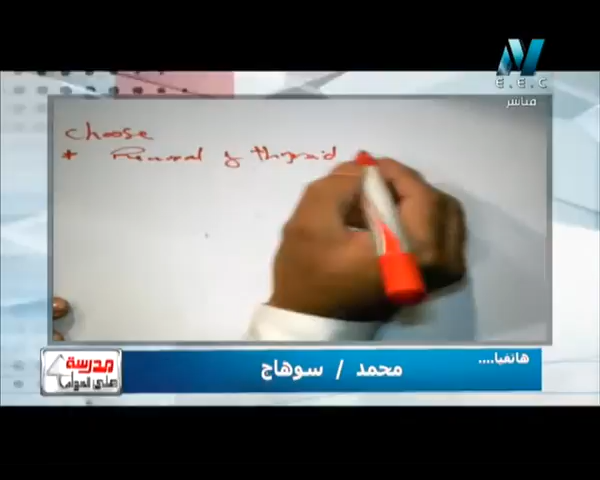 M
E.E.C
مباشر
choose
* Removal of thyroid
هاتفيا....
محمد / سوهاج
مدرسة
على الهواء